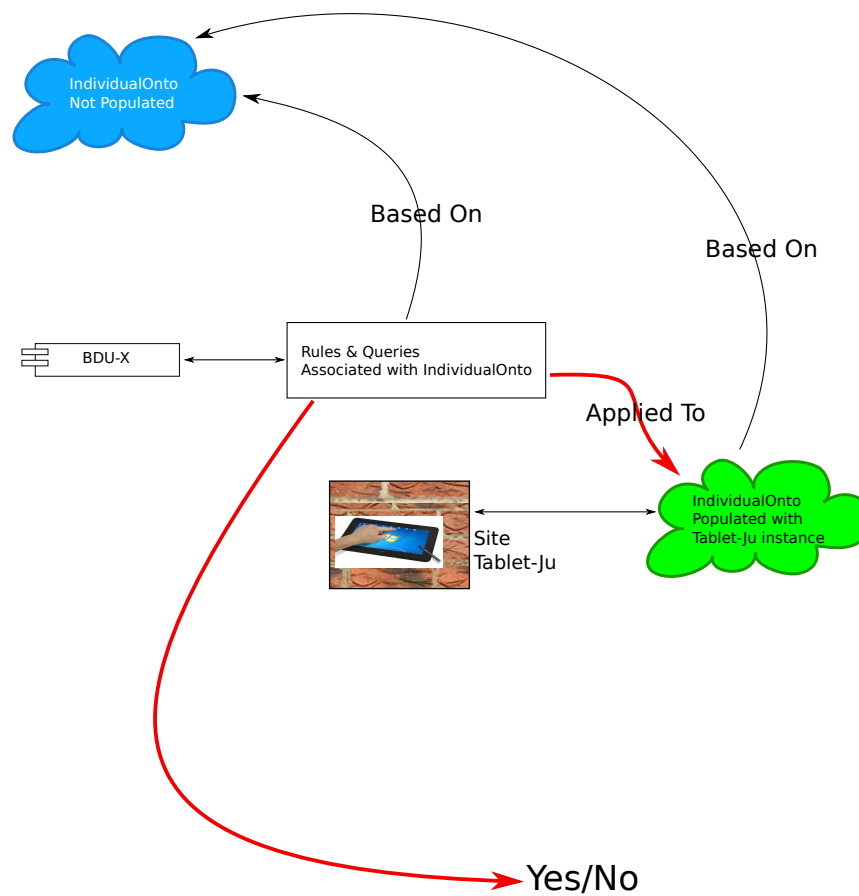 IndividualOnto
Not Populated
Based On
Based On
BDU-X
Rules & Queries
Associated with IndividualOnto
Applied To
IndividualOnto
Populated with
Tablet-Ju instance
Site
Tablet-Ju
Yes/No